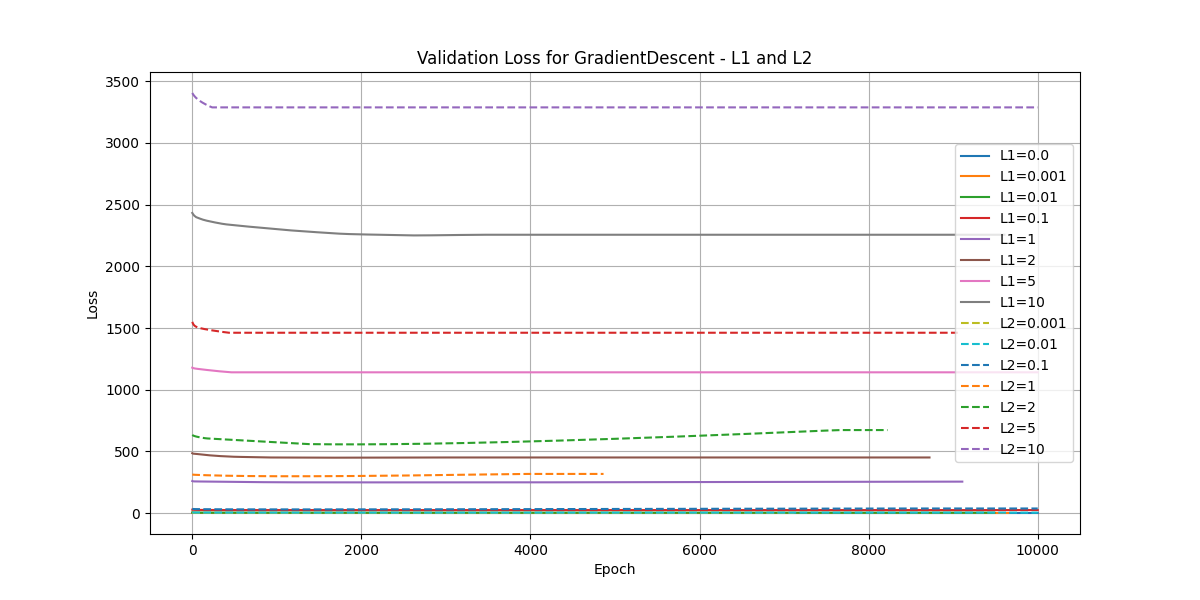 Validation Loss for GradientDescent - L1 and L2
3500
3000
2500
2000
1500
1000
500
0
Loss
0
2000
4000
6000
8000
10000
Epoch
L1=0.0
L1=0.001
L1=0.01
L1=0.1
L1=1
L1=2
L1=5
L1=10
L2=0.001
L2=0.01
L2=0.1
L2=1
L2=2
L2=5
L2=10